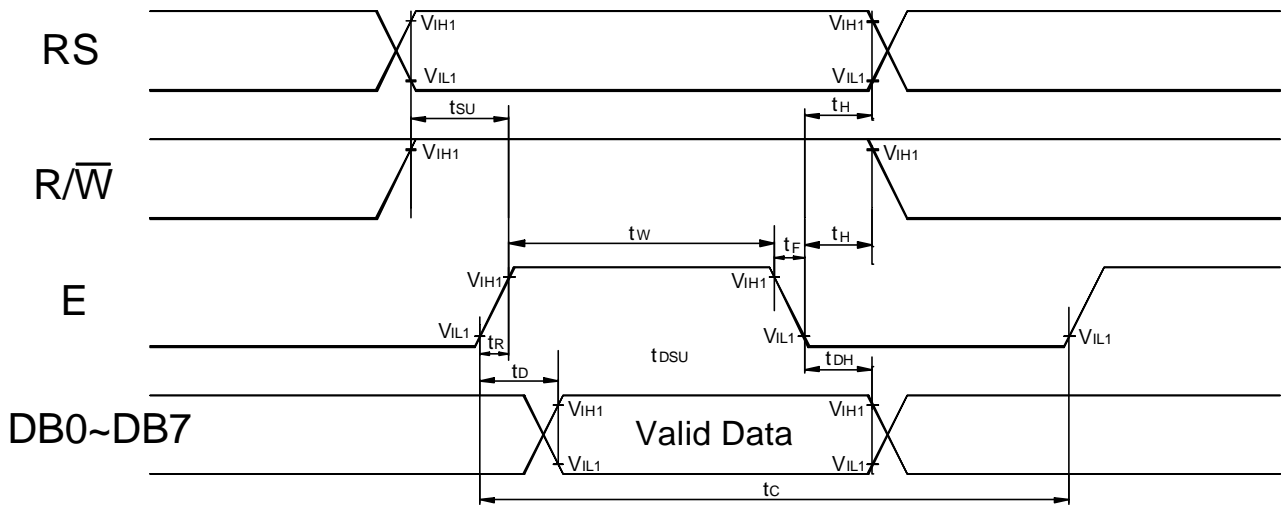 RS
VIH1
VIL1
VIH1
VIL1
tSU
tH
R/W̅
VIH1
VIH1
tW
tF
tH
E
VIH1
VIL1
VIH1
VIL1
VIL1
tR
tDSU
tD
tDH
DB0~DB7
VIH1
VIL1
Valid Data
VIH1
VIL1
tC